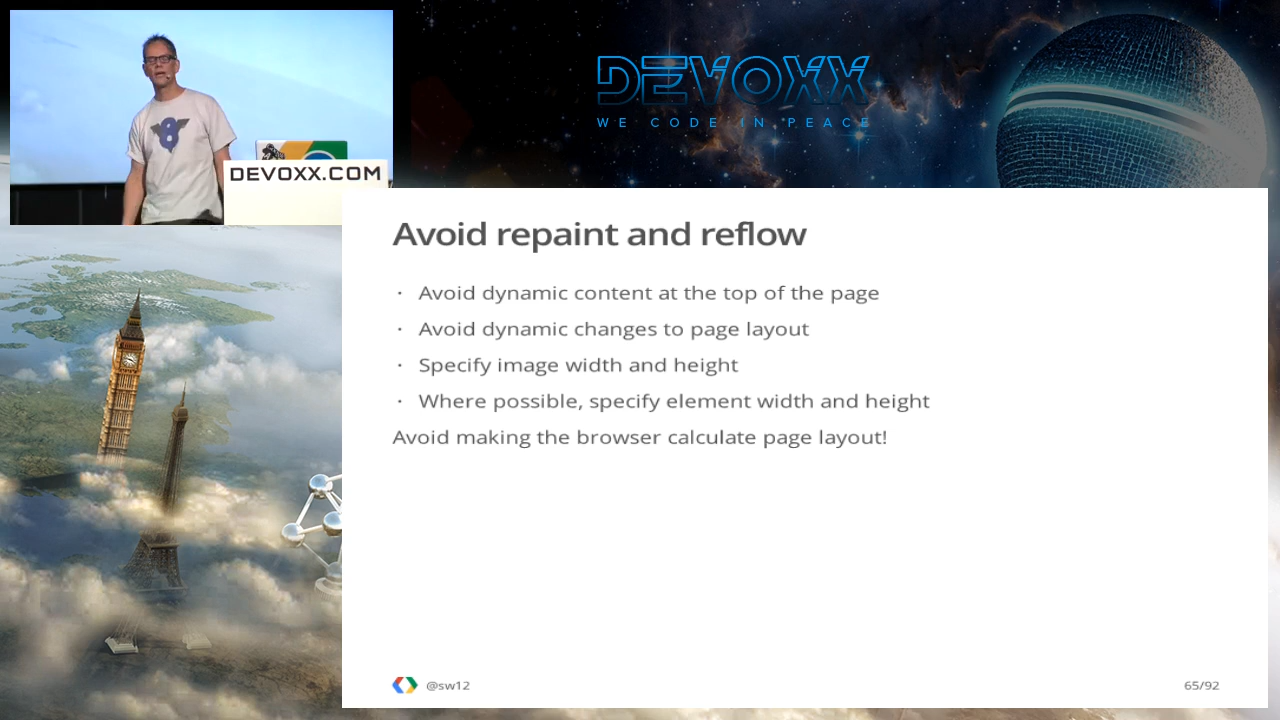 DEVOXX
WE CODE IN PEACE
8
DEVOXX.COM
Avoid repaint and reflow
· Avoid dynamic content at the top of the page
· Avoid dynamic changes to page layout
· Specify image width and height
· Where possible, specify element width and height
Avoid making the browser calculate page layout!
@sw12
65/92